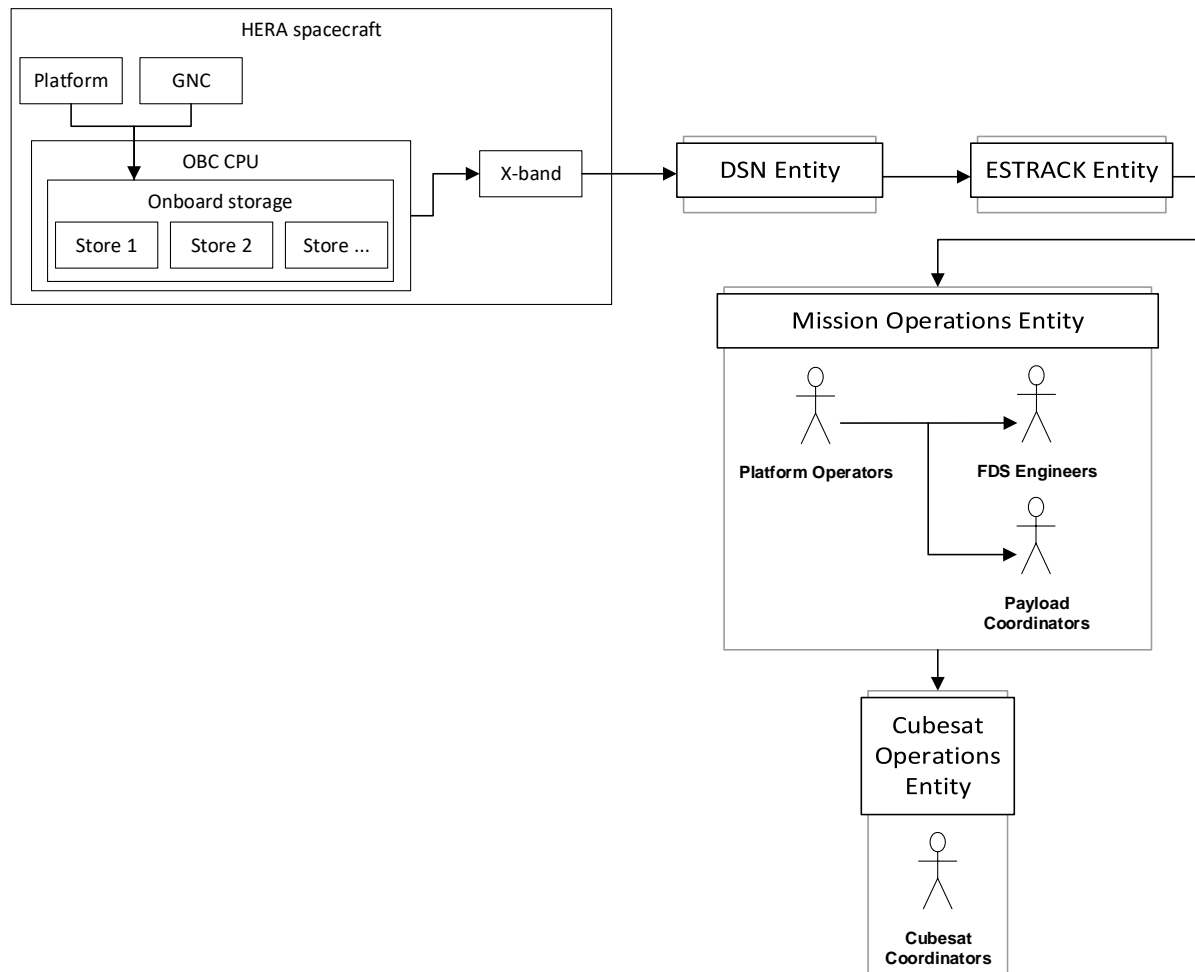 HERA spacecraft
Platform
GNC
OBC CPU
Onboard storage
Store 1
Store 2
Store ...
X-band
DSN Entity
ESTRACK Entity
Mission Operations Entity
Platform Operators
FDS Engineers
Payload
Coordinators
Cubesat
Operations
Entity
Cubesat
Coordinators